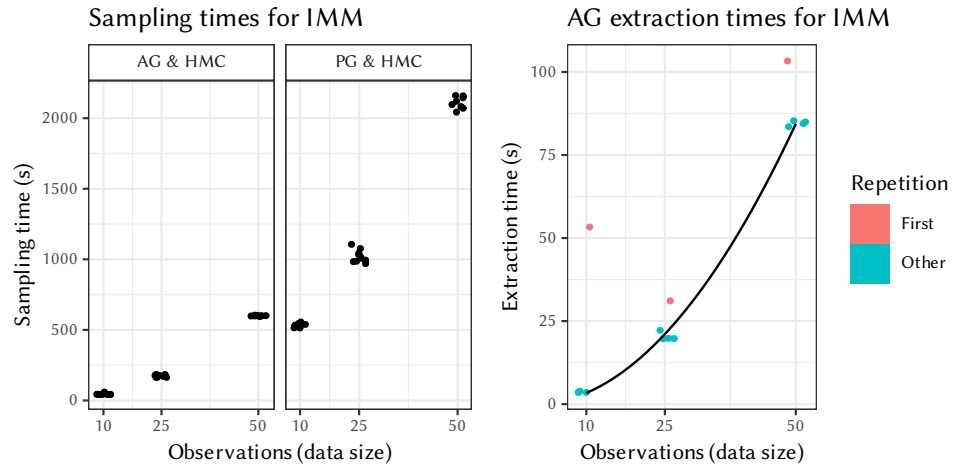 Sampling times for IMM
AG & HMC
PG & HMC
Sampling time (s)
2000
1500
1000
500
0
10
25
50
10
25
50
Observations (data size)
AG extraction times for IMM
Extraction time (s)
100
75
50
25
0
10
25
50
Observations (data size)
Repetition
First
Other